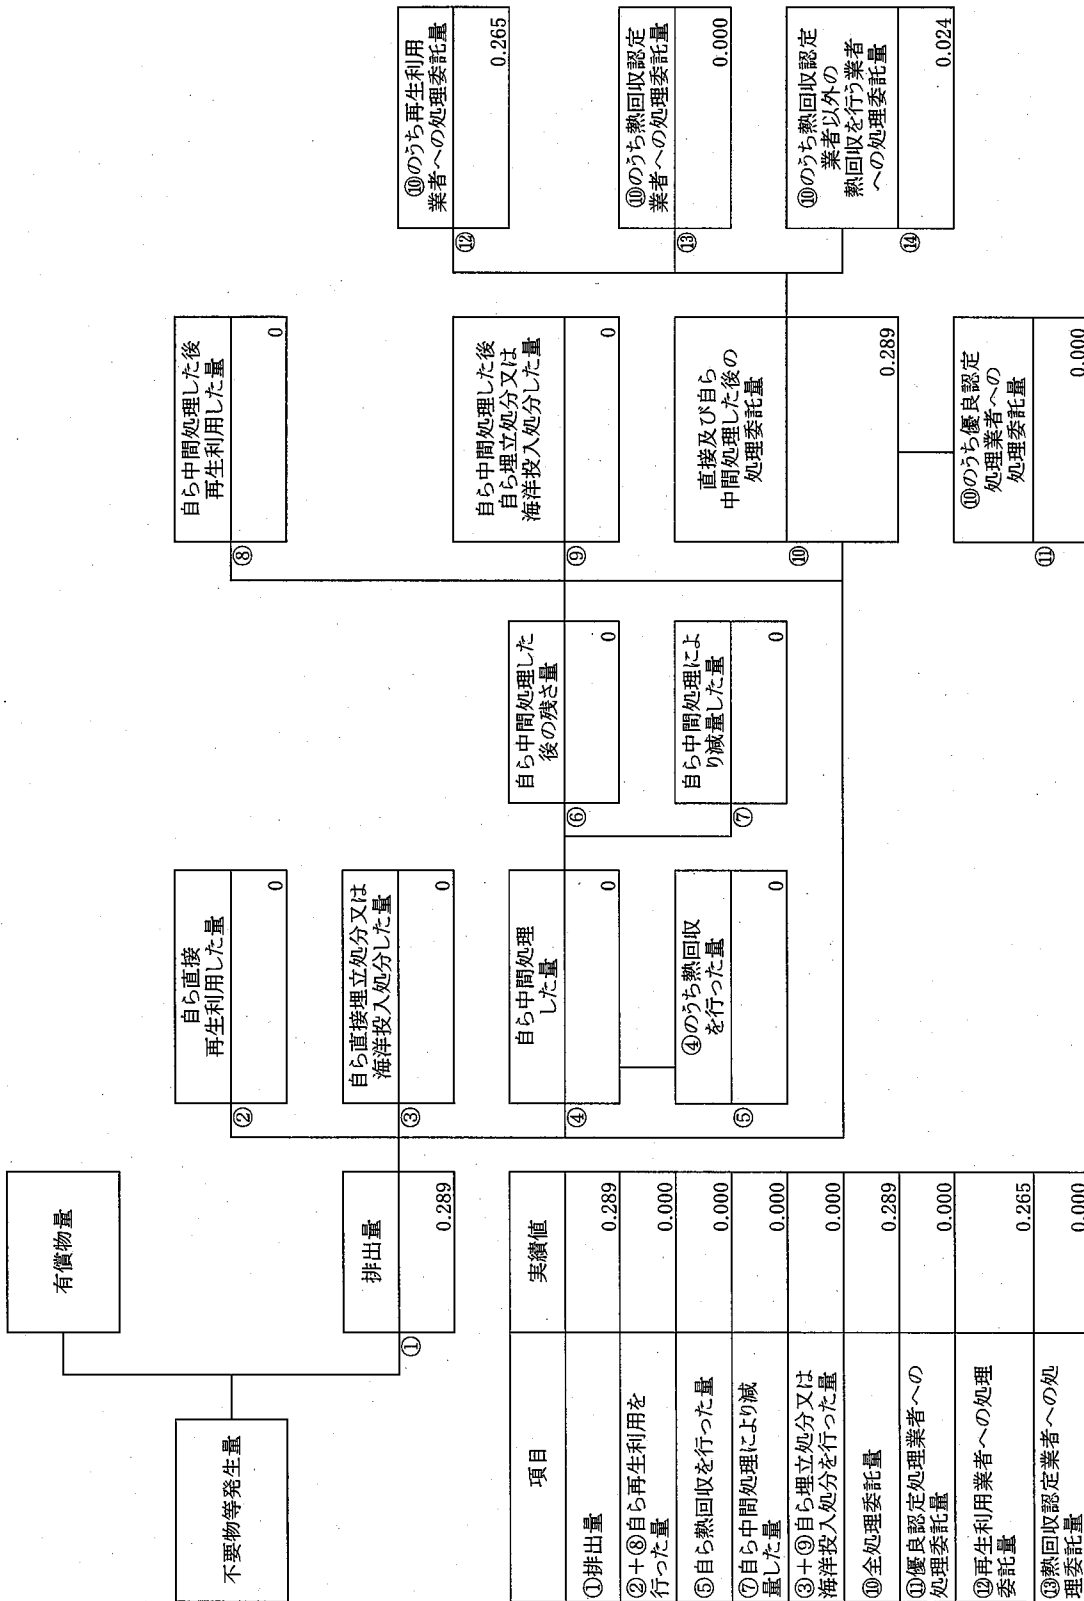 不要物等発生量
有償物量
①
排出量
0.289
②
自ら直接
再生利用した量
0
③
自ら直接埋立処分又は
海洋投入処分した量
0
④
自ら中間処理
した量
0
⑤
④のうち熱回収
を行った量
0
⑥
自ら中間処理した
後の残さ量
0
⑦
自ら中間処理によ
り減量した量
0
⑧
自ら中間処理した後
再生利用した量
0
⑨
自ら中間処理した後
自ら埋立処分又は
海洋投入処分した量
0
⑩
直接及び自ら
中間処理した後の
処理委託量
0.289
⑪
⑩のうち優良認定
処理業者への
処理委託量
0.000
⑫
⑩のうち再生利用
業者への処理委託量
0.265
⑬
⑩のうち熱回収認定
業者への処理委託量
0.000
⑭
⑩のうち熱回収認定
業者以外の
熱回収を行う業者
への処理委託量
0.024
項目 実績値
①排出量 0.289
②+⑧自ら再生利用を
行った量 0.000
⑤自ら熱回収を行った量 0.000
⑦自ら中間処理により減
量した量 0.000
③+⑨自ら埋立処分又は
海洋投入処分を行った量 0.000
⑩全処理委託量 0.289
⑪優良認定処理業者への
処理委託量 0.000
⑫再生利用業者への処理
委託量 0.265
⑬熱回収認定業者への処
理委託量 0.000